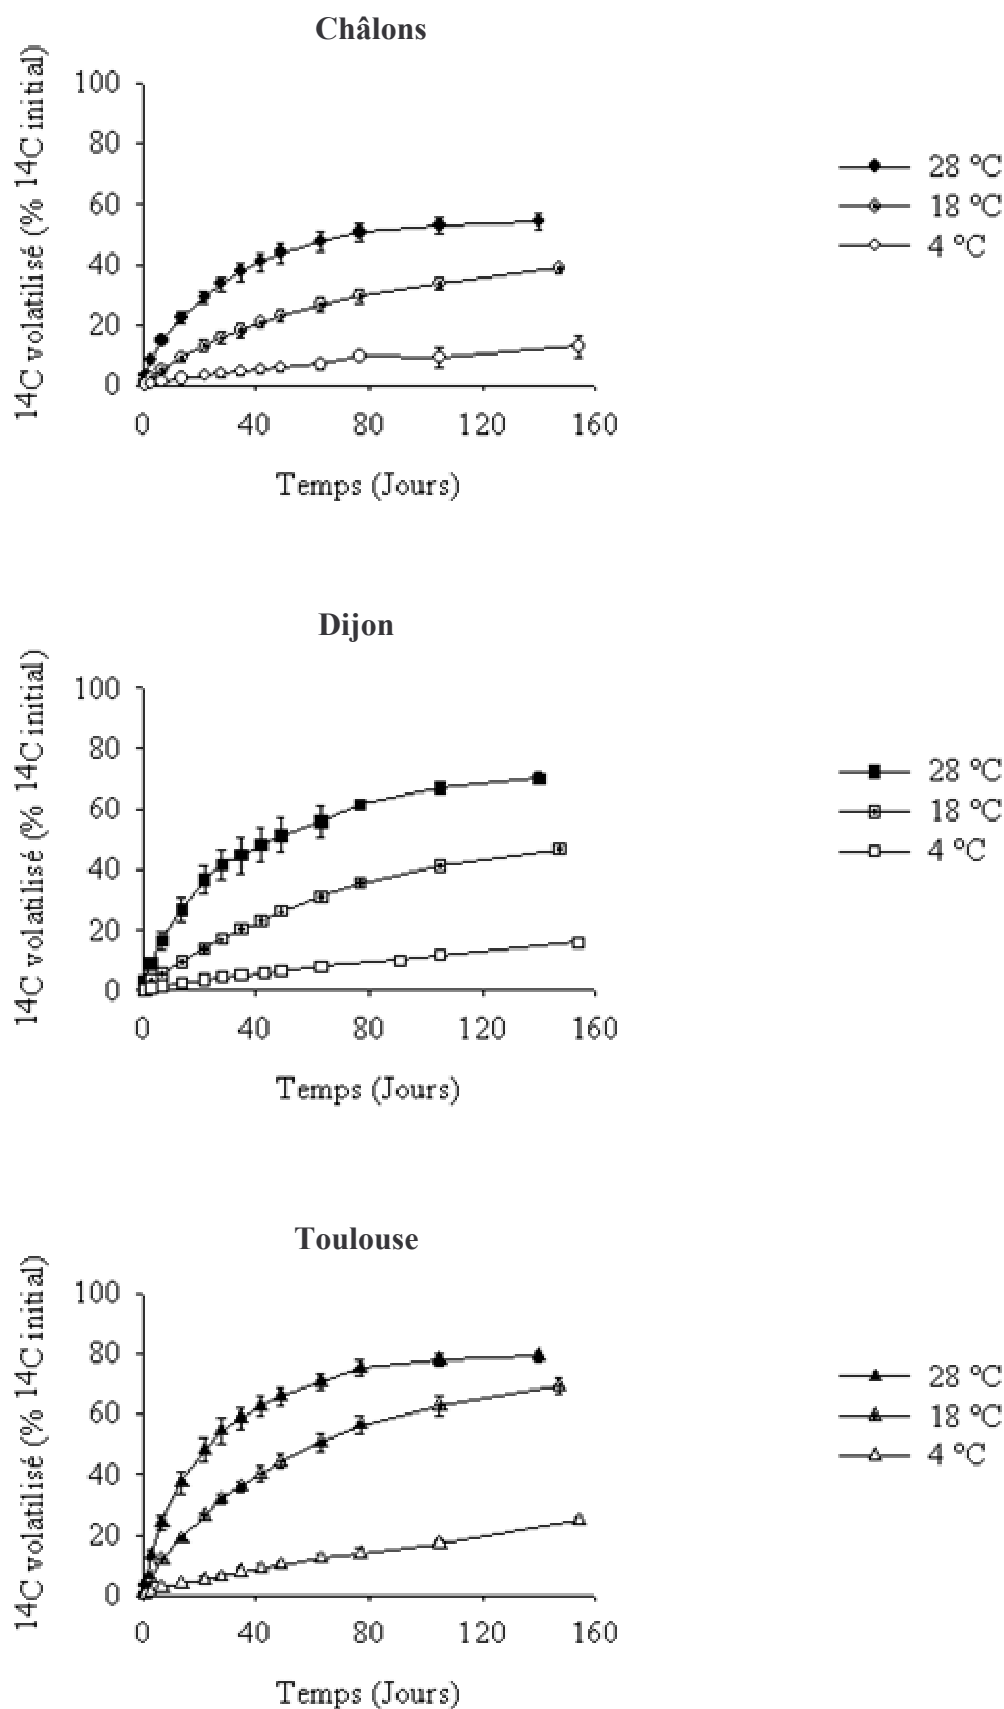 Châlons
14C volatilisé (% 14C initial)
100
80
60
40
20
0
0 40 80 120 160
Temps (Jours)
28 °C
18 °C
4 °C
Dijon
14C volatilisé (% 14C initial)
100
80
60
40
20
0
0 40 80 120 160
Temps (Jours)
28 °C
18 °C
4 °C
Toulouse
14C volatilisé (% 14C initial)
100
80
60
40
20
0
0 40 80 120 160
Temps (Jours)
28 °C
18 °C
4 °C